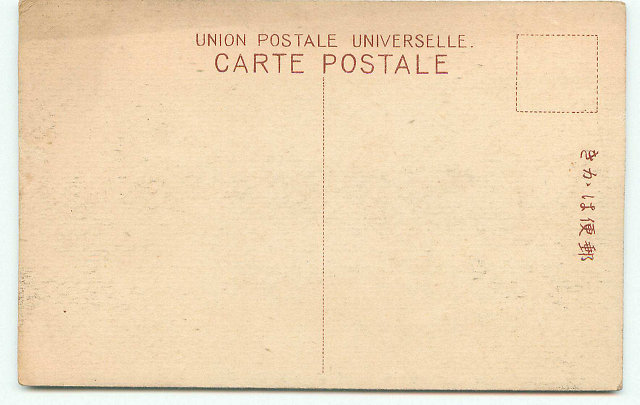 UNION POSTALE UNIVERSELLE.
CARTE POSTALE
郵便はかき